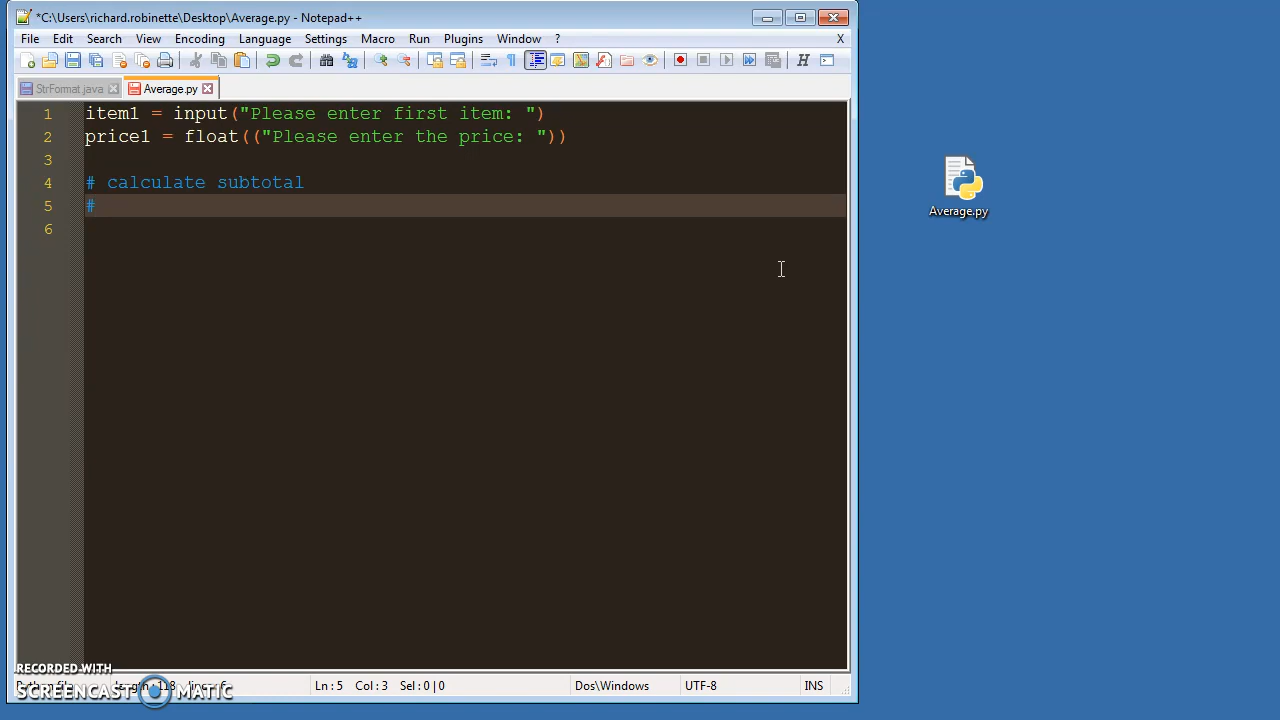 *C:\Users\richard.robinette\Desktop\Average.py - Notepad++
File Edit Search View Encoding Language Settings Macro Run Plugins Window ? X
StrFormat.java Average.py
1 item1 = input("Please enter first item: ")
2 price1 = float(("Please enter the price: "))
3
4 # calculate subtotal
5 #
6
Average.py
RECORDED WITH
SCREENCAST MATIC
Ln:5 Col:3 Sel:0|0 Dos\Windows UTF-8 INS